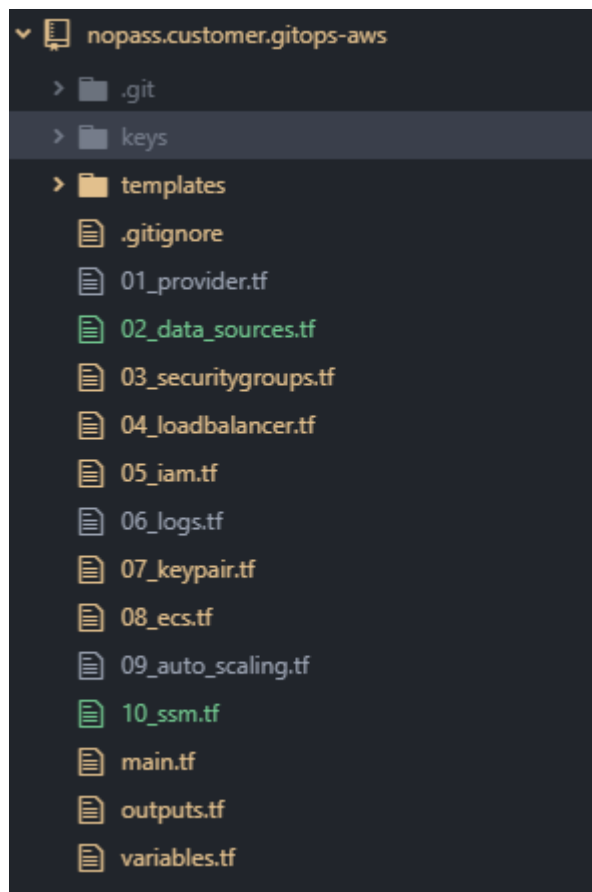 nopass.customer.gitops-aws
.git
keys
templates
.gitignore
01_provider.tf
02_data_sources.tf
03_securitygroups.tf
04_loadbalancer.tf
05_iam.tf
06_logs.tf
07_keypair.tf
08_ecs.tf
09_auto_scaling.tf
10_ssm.tf
main.tf
outputs.tf
variables.tf